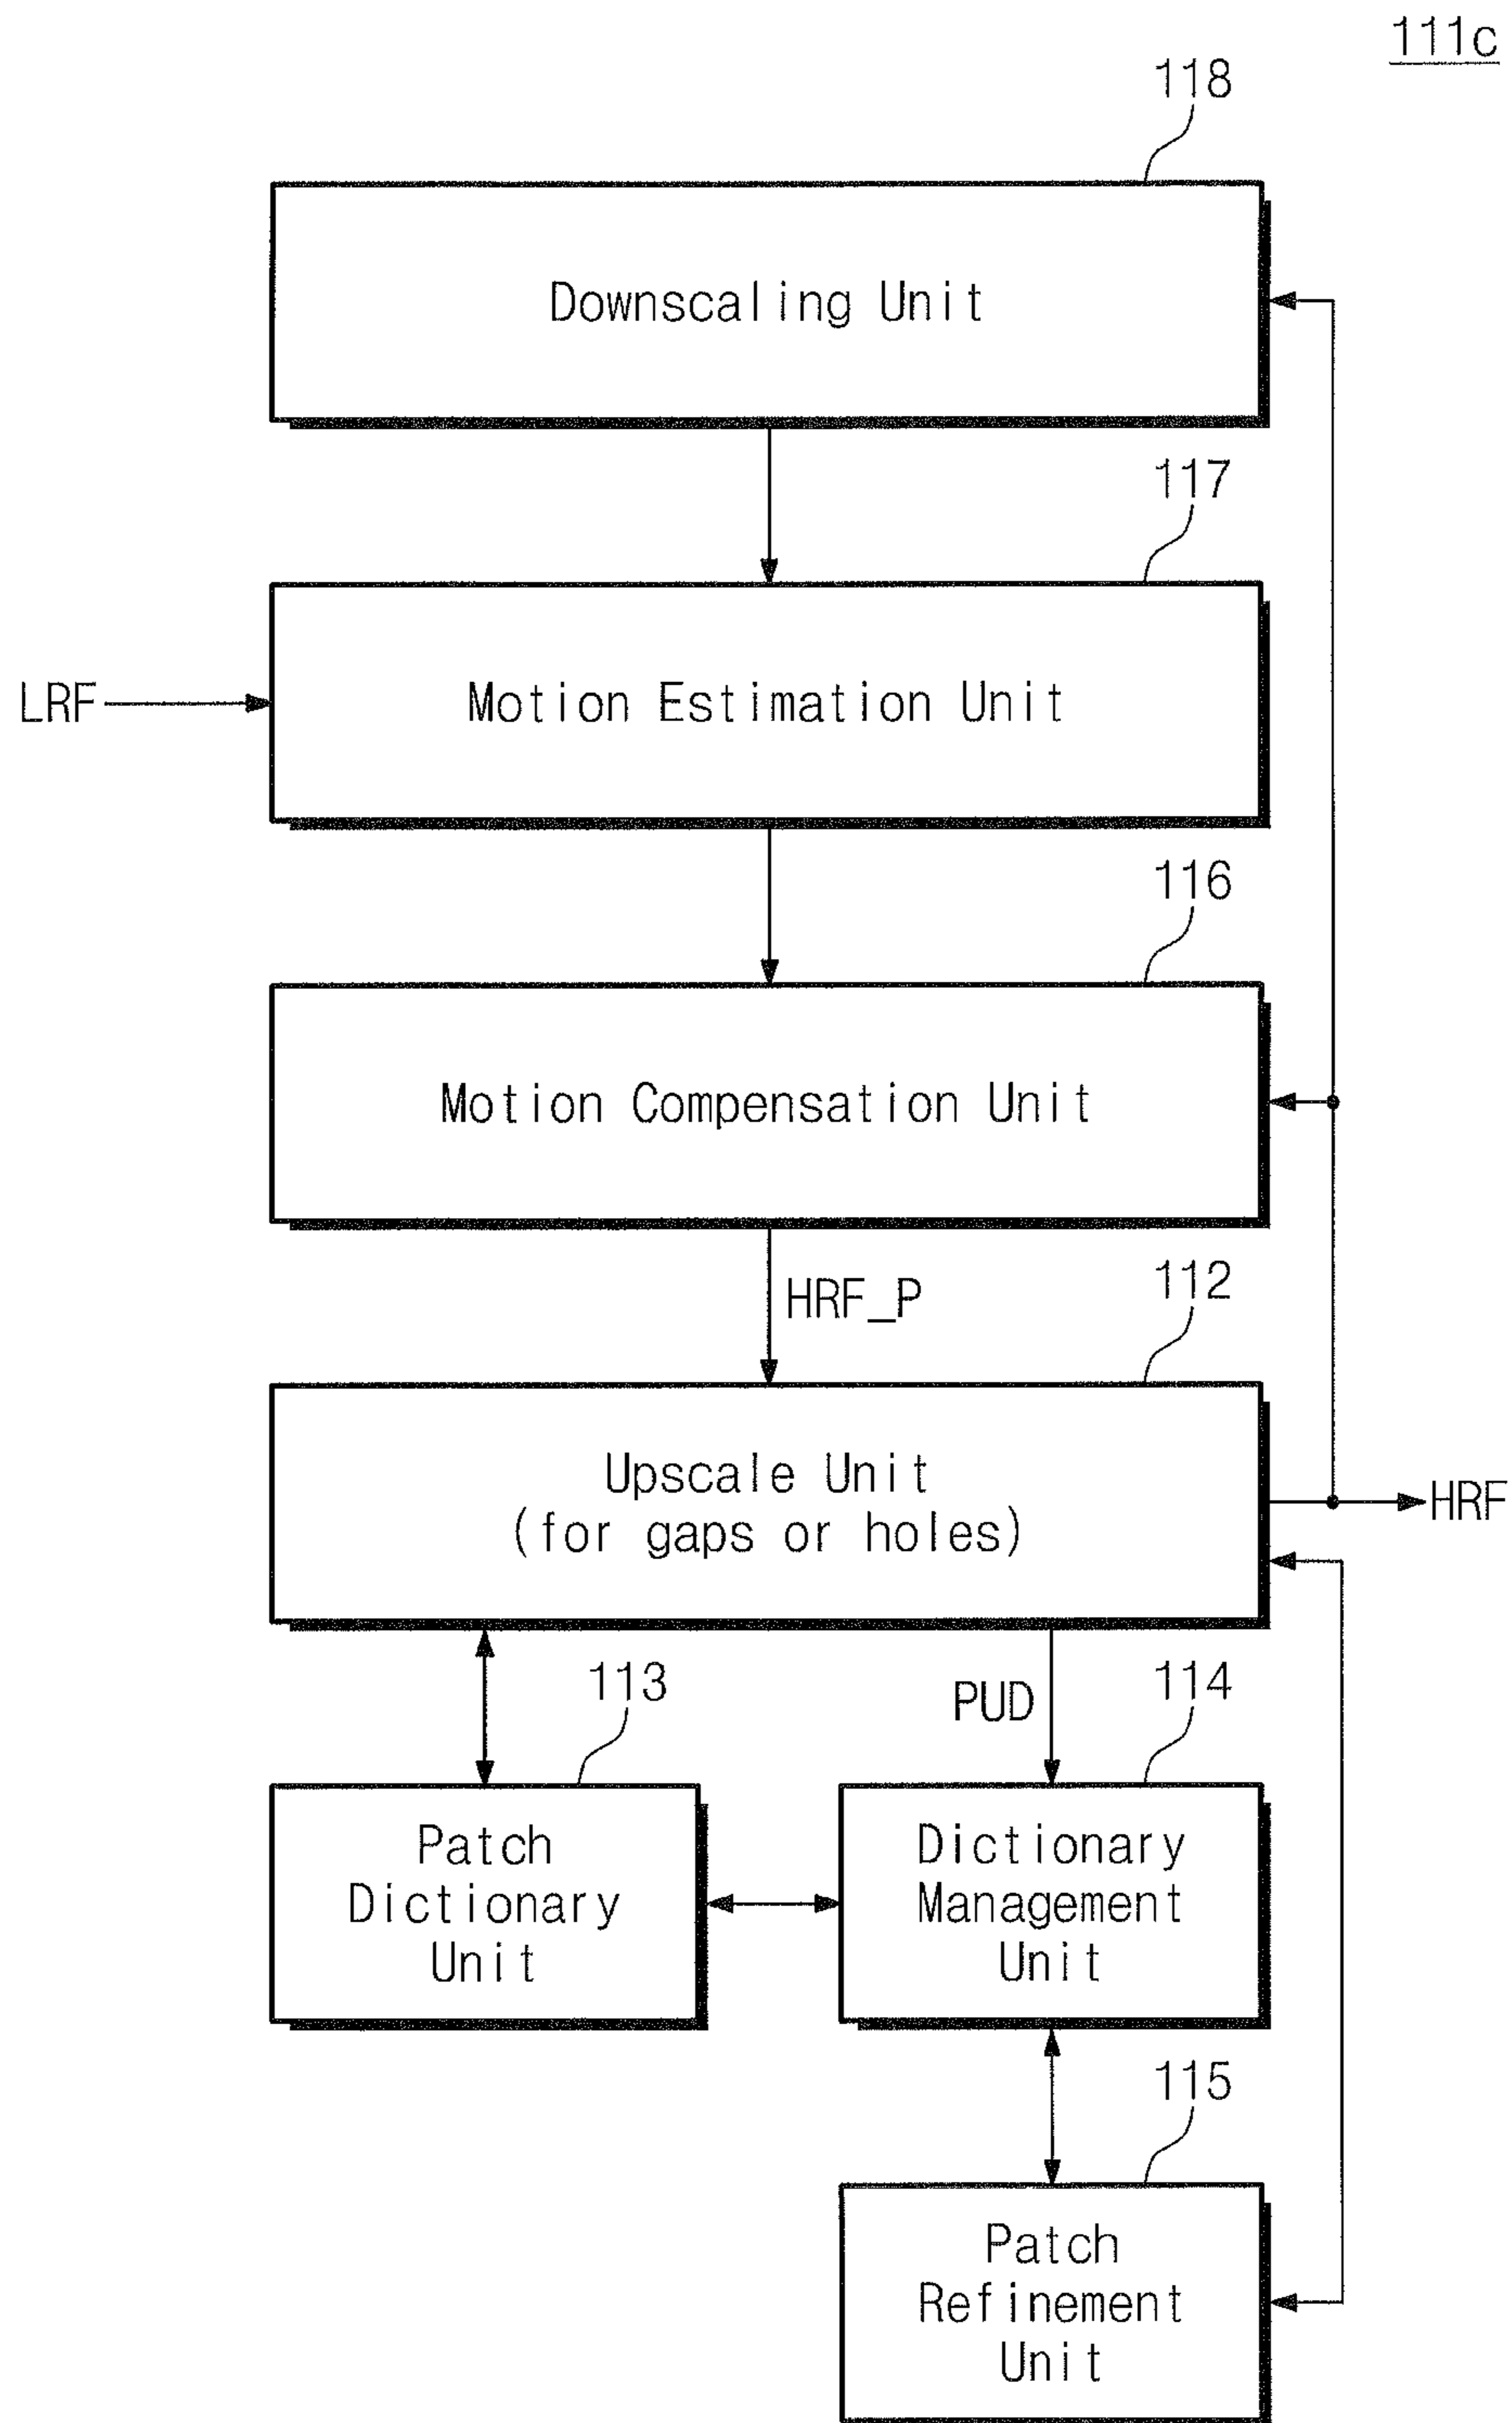 111c
118
Downscaling Unit
117
LRF
Motion Estimation Unit
116
Motion Compensation Unit
HRF_P
112
Upscale Unit
(for gaps or holes)
HRF
113
PUD
114
Patch
Dictionary
Unit
Dictionary
Management
Unit
115
Patch
Refinement
Unit